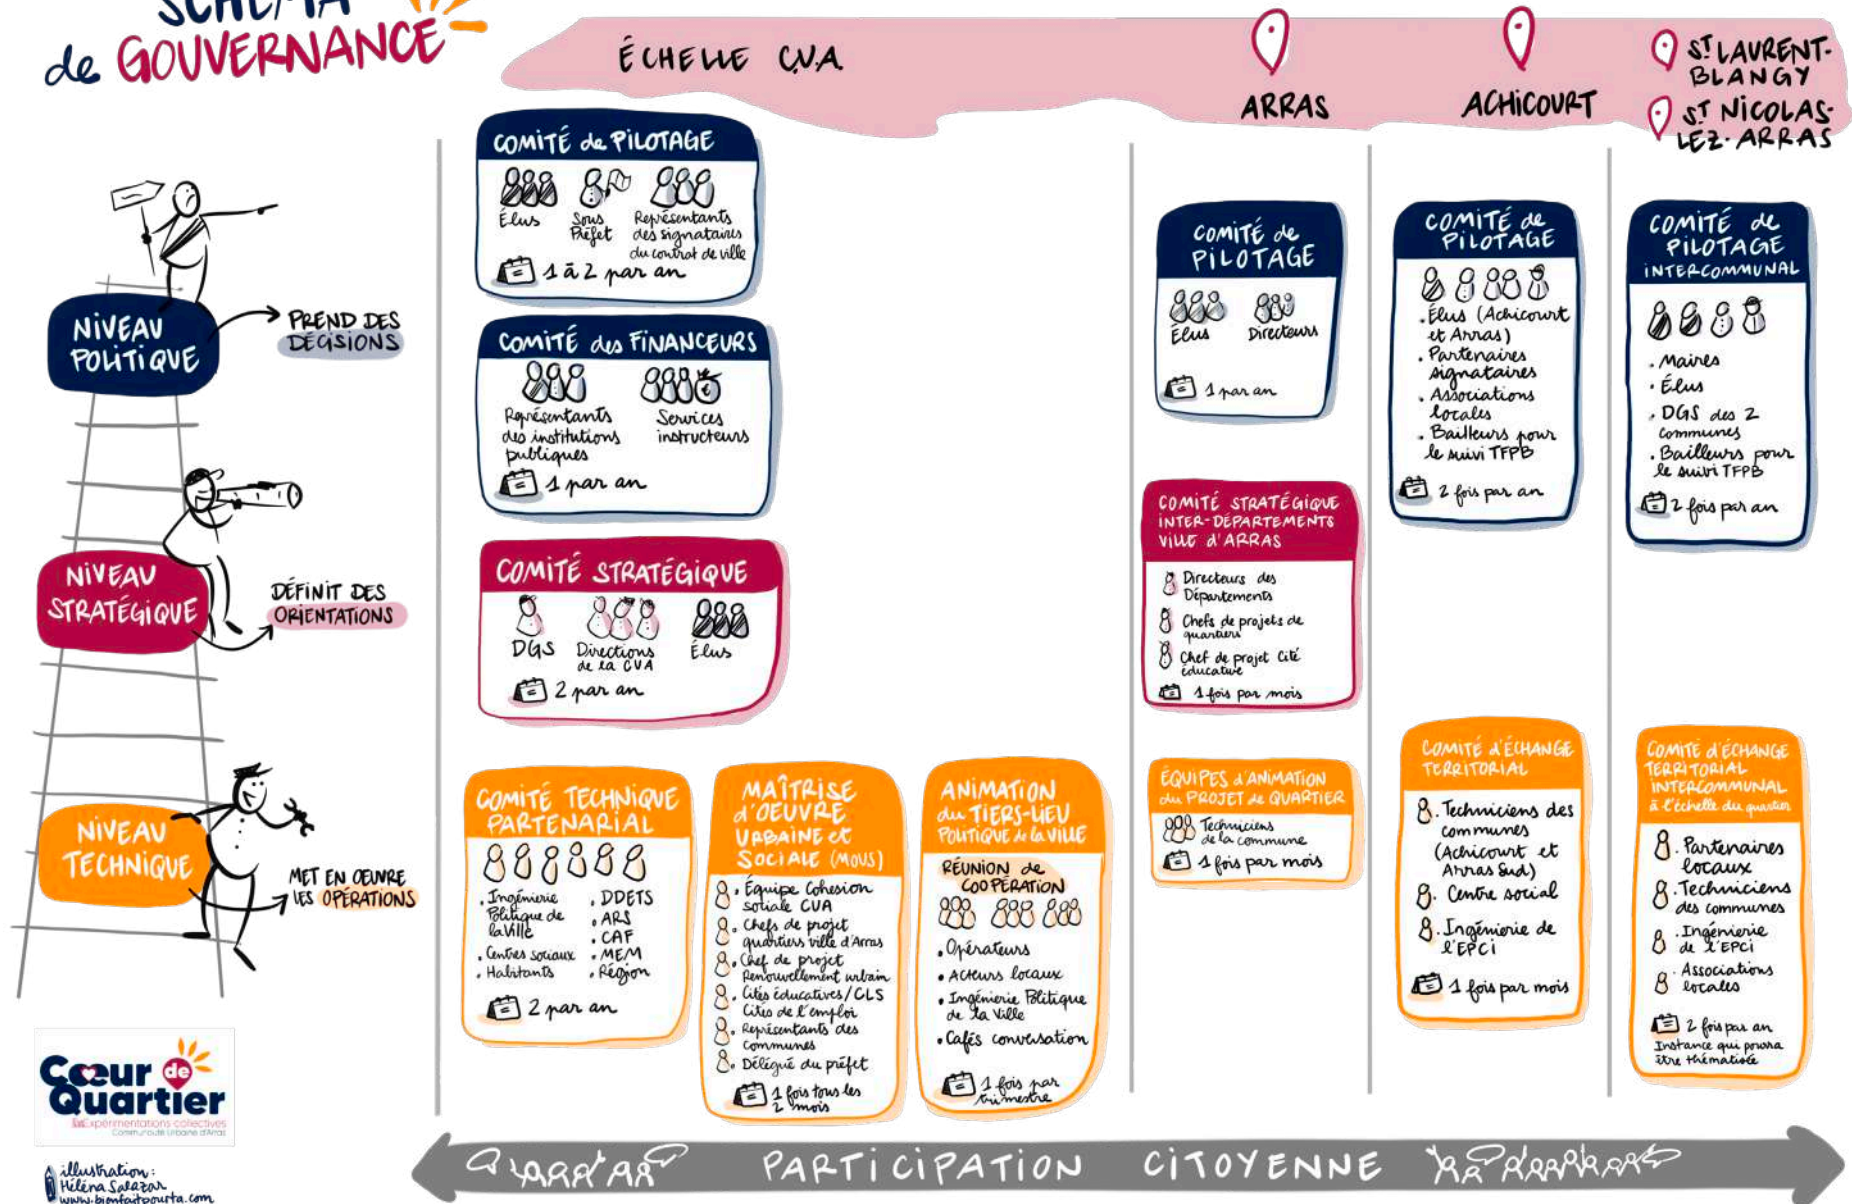 SCHÉMA
de GOUVERNANCE
ÉCHELLE C.U.A.
ARRAS
ACHICOURT
ST LAURENT-
BLANGY
ST NICOLAS-
LEZ-ARRAS
NIVEAU
POLITIQUE
PREND DES
DÉCISIONS
NIVEAU
STRATÉGIQUE
DÉFINIT DES
ORIENTATIONS
NIVEAU
TECHNIQUE
MET EN OEUVRE
LES OPÉRATIONS
COMITÉ de PILOTAGE
Élus
Sous
Préfet
Représentants
des signataires
du contrat de ville
1 à 2 par an
COMITÉ des FINANCEURS
Représentants
des institutions
publiques
Services
instructeurs
1 par an
COMITÉ STRATÉGIQUE
DGS
Directions
de la CUA
Élus
2 par an
COMITÉ TECHNIQUE
PARTENARIAL
. Ingénierie
Politique de
la Ville
. Centres sociaux
. Habitants
. DDETS
. ARS
. CAF
. MEM
. Région
2 par an
MAÎTRISE
d'OEUVRE
URBAINE et
SOCIALE (MOUS)
. Équipe Cohesion
sociale CUA
. Chefs de projet
quartiers ville d'Arras
. Chef de projet
Renouvellement urbain
. Cités éducatives/CLS
Cités de l'emploi
. Représentants des
communes
. Délégué du préfet
1 fois tous les
2 mois
ANIMATION
du TIERS-LIEU
POLITIQUE de la VILLE
RÉUNION de
COOPÉRATION
. Opérateurs
. Acteurs locaux
. Ingénierie Politique
de la Ville
. Cafés conversation
1 fois par
trimestre
COMITÉ de
PILOTAGE
Élus
Directeurs
1 par an
COMITÉ STRATÉGIQUE
INTER-DÉPARTEMENTS
VILLE d'ARRAS
Directeurs des
Départements
Chefs de projets de
quartiers
Chef de projet Cité
éducative
1 fois par mois
ÉQUIPES d'ANIMATION
du PROJET de QUARTIER
Techniciens
de la commune
1 fois par mois
COMITÉ de
PILOTAGE
. Élus (Achicourt
et Arras)
. Partenaires
signataires
. Associations
locales
. Bailleurs pour
le suivi TFPB
2 fois par an
COMITÉ d'ÉCHANGE
TERRITORIAL
. Techniciens des
communes
(Achicourt et
Arras Sud)
. Centre social
. Ingénierie de
l'EPCI
1 fois par mois
COMITÉ de
PILOTAGE
INTERCOMMUNAL
. Maires
. Élus
. DGS des 2
communes
. Bailleurs pour
le suivi TFPB
2 fois par an
COMITÉ d'ÉCHANGE
TERRITORIAL
INTERCOMMUNAL
à l'échelle du quartier
. Partenaires
locaux
. Techniciens
des communes
. Ingénierie
de l'EPCI
. Associations
locales
2 fois par an
Instance qui pourra
être thématisée
PARTICIPATION CITOYENNE
Cœur de
Quartier
Les Expérimentations collectives
Communauté Urbaine d'Arras
illustration:
Héléna Salazar
www.bienfaitpourta.com